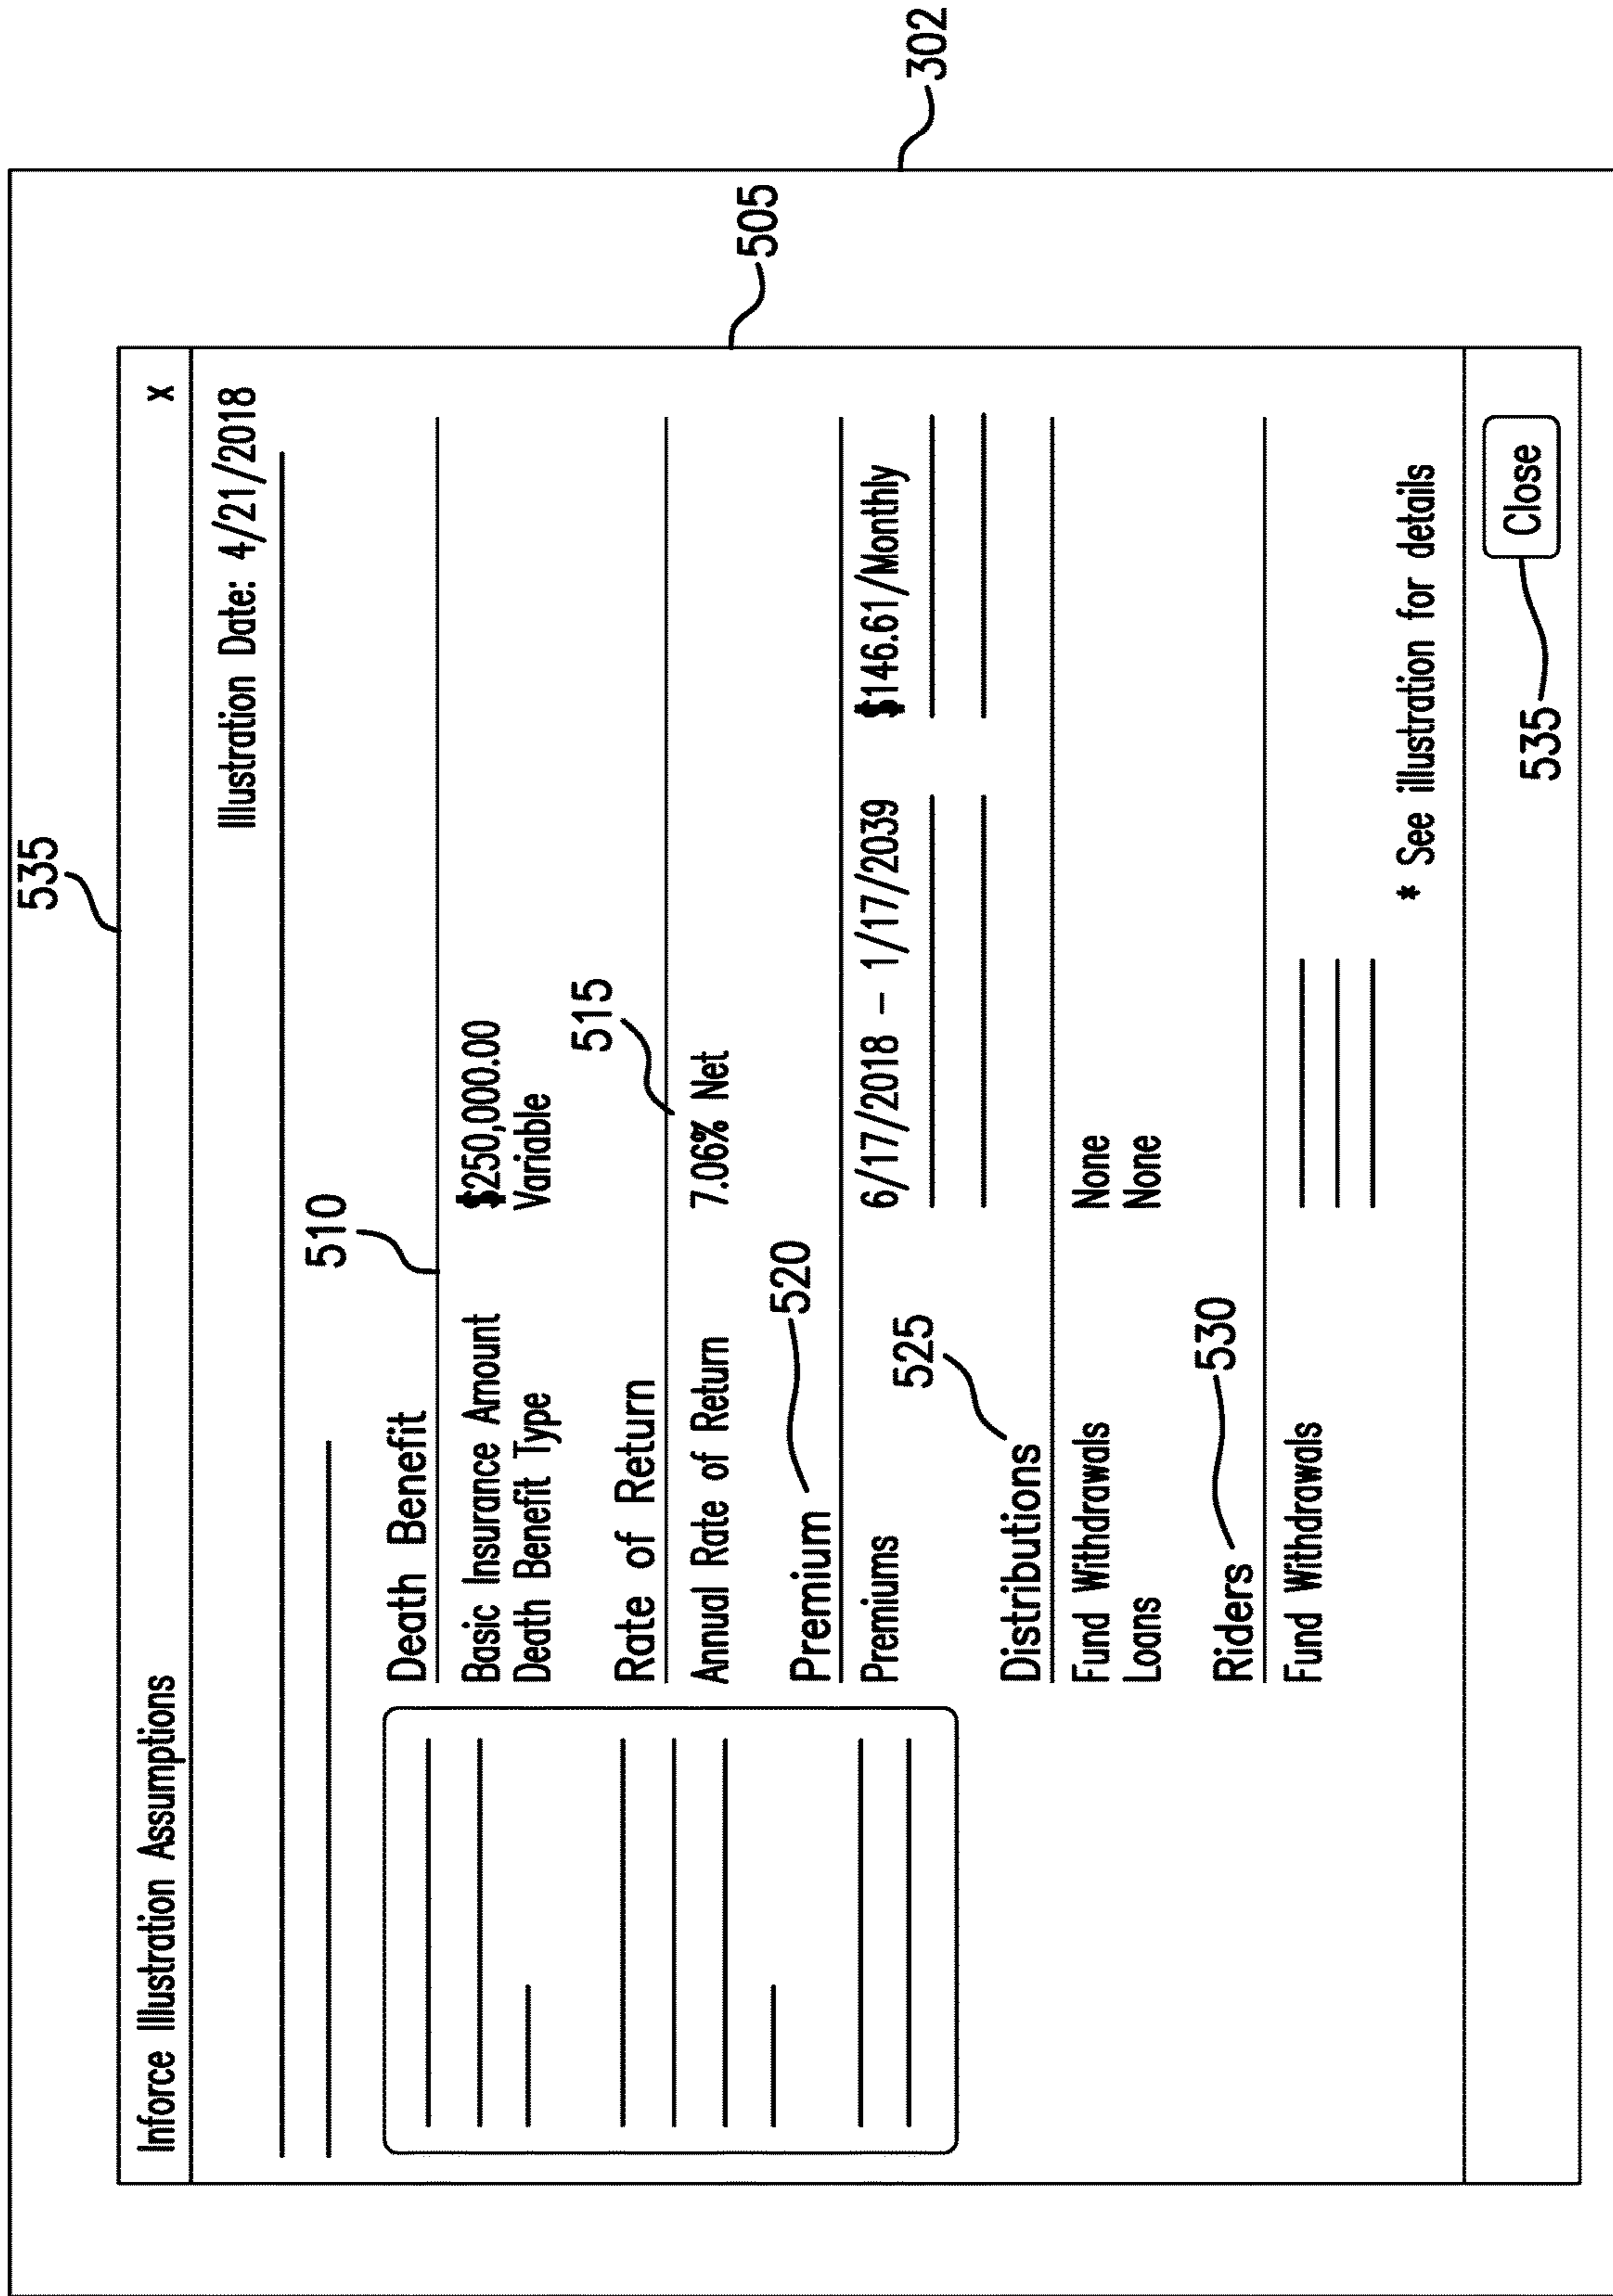 535
302
Inforce Illustration Assumptions X
505
Illustration Date: 4/21/2018
510
Death Benefit
Basic Insurance Amount $250,000.00
Death Benefit Type Variable
515
Rate of Return
Annual Rate of Return 7.06% Net
520
Premium
Premiums 6/17/2018 - 1/17/2039 $146.61/Monthly
525
Distributions
Fund Withdrawals None
Loans None
530
Riders
Fund Withdrawals
* See illustration for details
535
Close